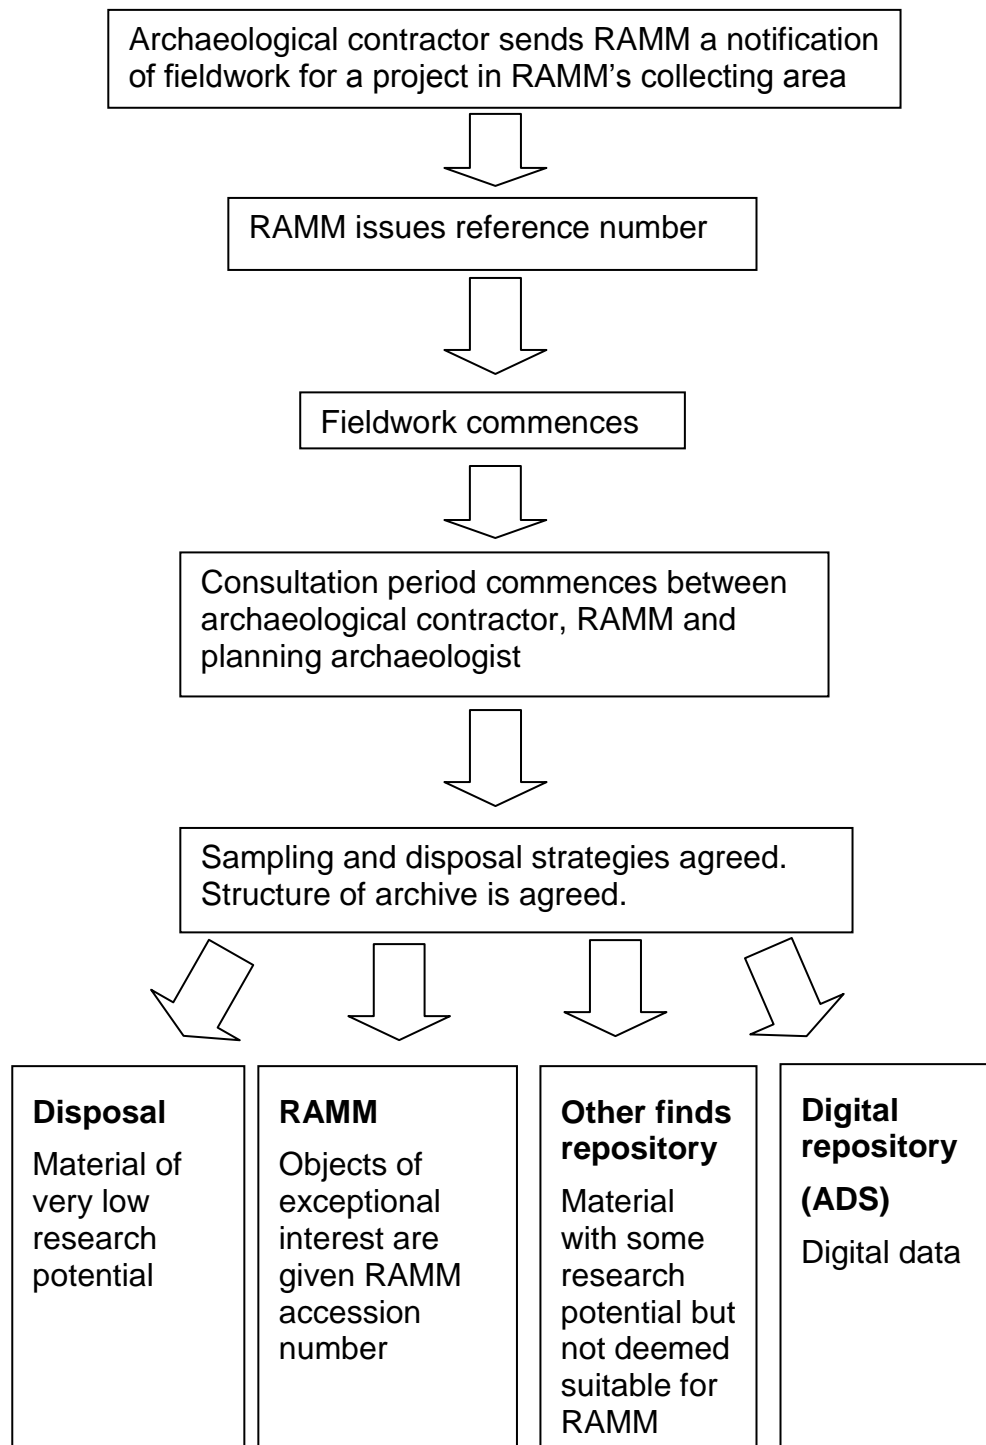 Archaeological contractor sends RAMM a notification
of fieldwork for a project in RAMM's collecting area
RAMM issues reference number
Fieldwork commences
Consultation period commences between
archaeological contractor, RAMM and
planning archaeologist
Sampling and disposal strategies agreed.
Structure of archive is agreed.
Disposal
Material of
very low
research
potential
RAMM
Objects of
exceptional
interest are
given RAMM
accession
number
Other finds
repository
Material
with some
research
potential but
not deemed
suitable for
RAMM
Digital
repository
(ADS)
Digital data